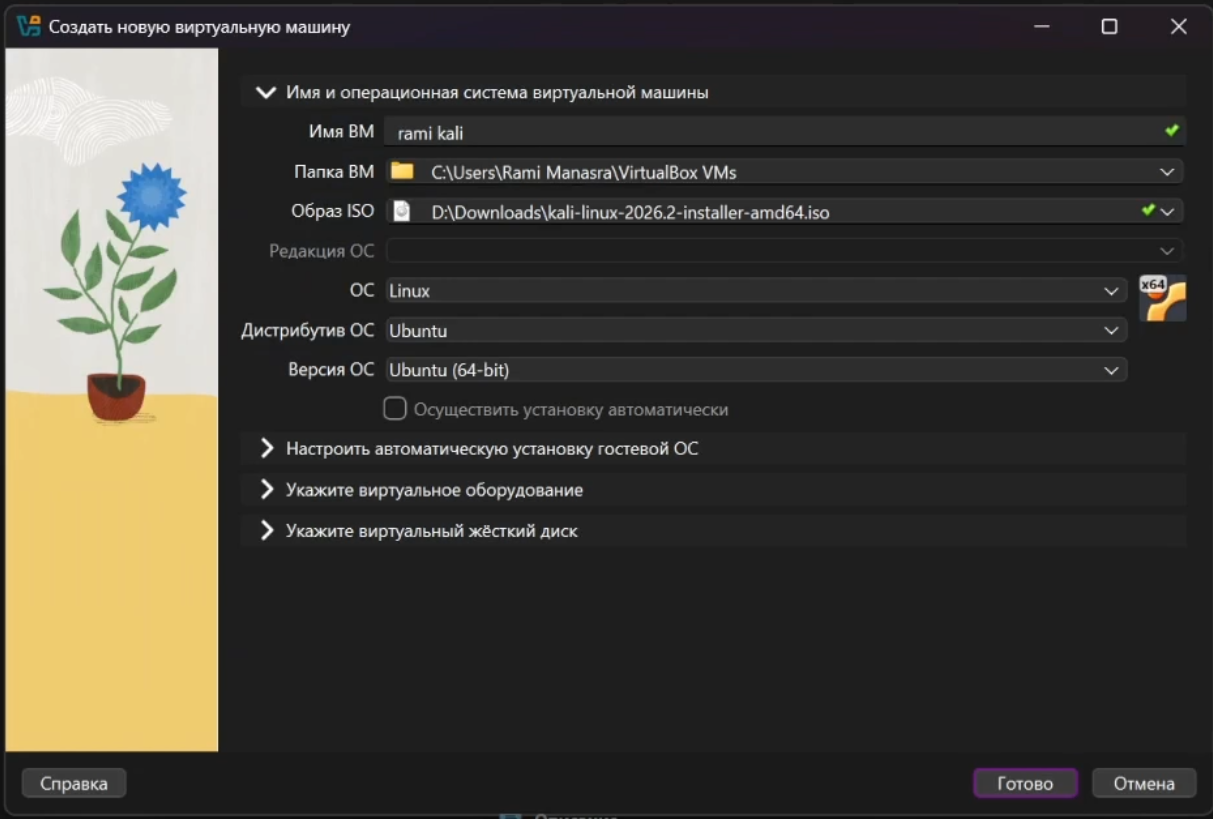 Создать новую виртуальную машину
Имя и операционная система виртуальной машины
Имя ВМ rami kali
Папка ВМ C:\Users\Rami Manasra\VirtualBox VMs
Образ ISO D:\Downloads\kali-linux-2026.2-installer-amd64.iso
Редакция ОС
ОС Linux x64
Дистрибутив ОС Ubuntu
Версия ОС Ubuntu (64-bit)
Осуществить установку автоматически
Настроить автоматическую установку гостевой ОС
Укажите виртуальное оборудование
Укажите виртуальный жёсткий диск
Справка Готово Отмена